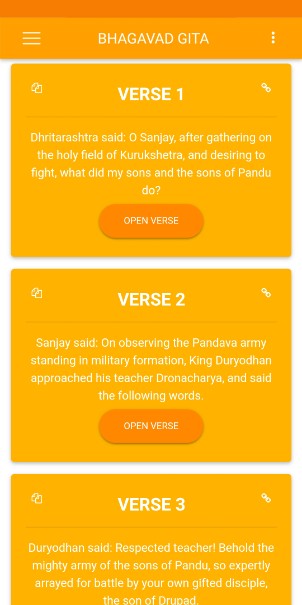 BHAGAVAD GITA
VERSE 1
Dhritarashtra said: O Sanjay, after gathering on
the holy field of Kurukshetra, and desiring to
fight, what did my sons and the sons of Pandu
do?
OPEN VERSE
VERSE 2
Sanjay said: On observing the Pandava army
standing in military formation, King Duryodhan
approached his teacher Dronacharya, and said
the following words.
OPEN VERSE
VERSE 3
Duryodhan said: Respected teacher! Behold the
mighty army of the sons of Pandu, so expertly
arrayed for battle by your own gifted disciple,
the son of Drupad.